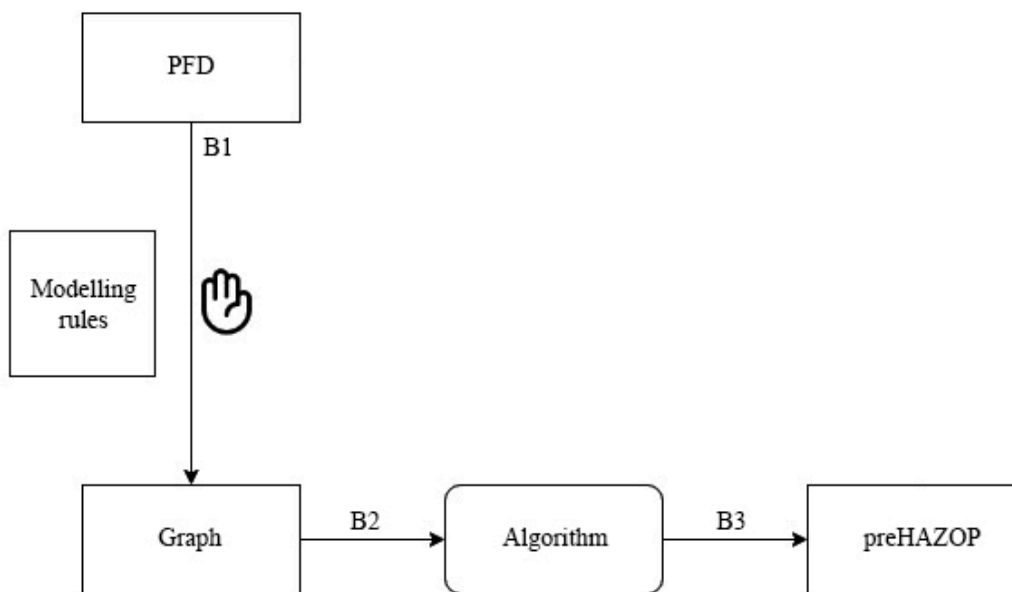 PFD
B1
Modelling
rules
Graph
B2
Algorithm
B3
preHAZOP